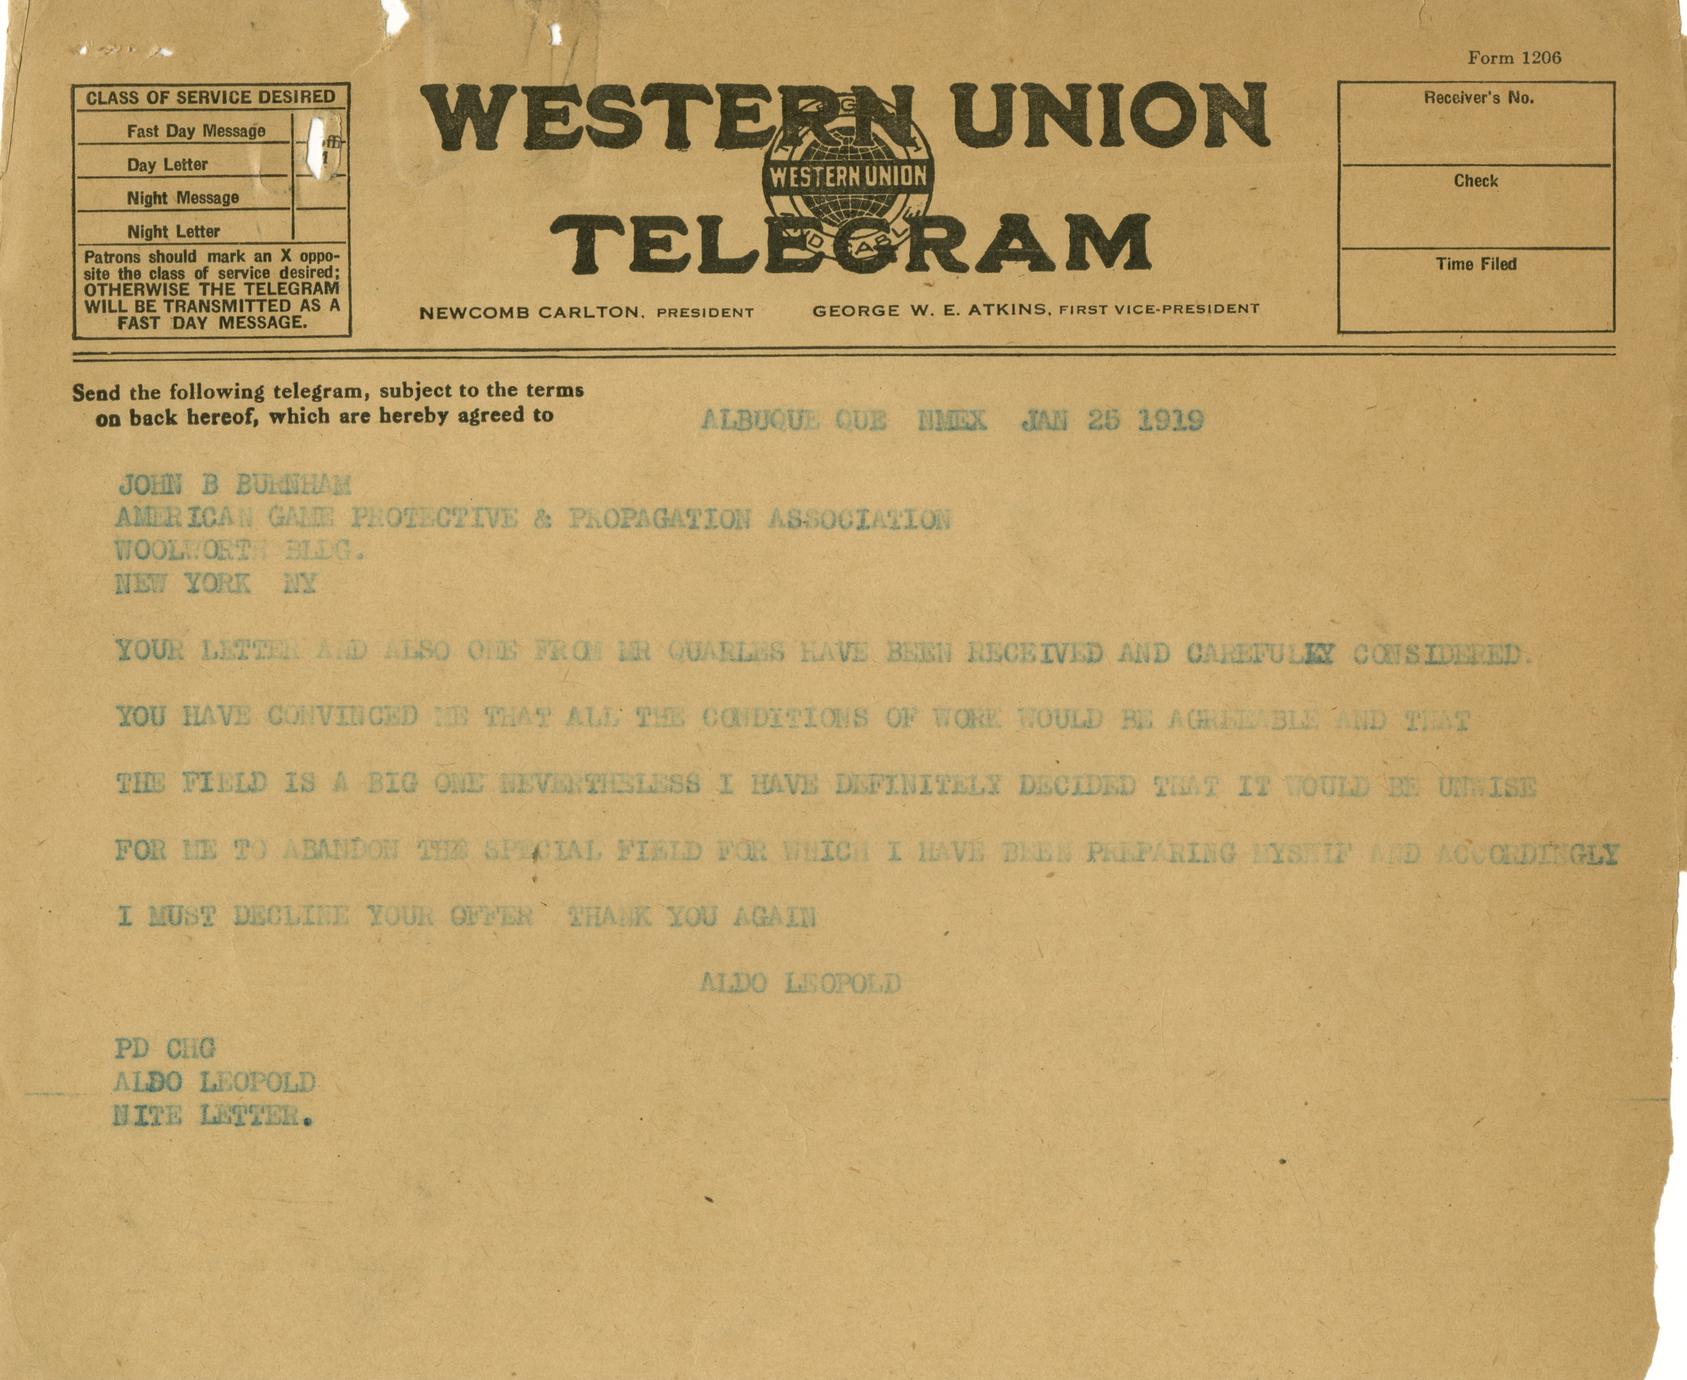 Form 1206
CLASS OF SERVICE DESIRED
Fast Day Message
Day Letter
Night Message
Night Letter
Patrons should mark an X oppo-
site the class of service desired;
OTHERWISE THE TELEGRAM
WILL BE TRANSMITTED AS A
FAST DAY MESSAGE.
WESTERN UNION
WESTERN UNION
TELEGRAM
NEWCOMB CARLTON, PRESIDENT GEORGE W. E. ATKINS, FIRST VICE-PRESIDENT
Receiver's No.
Check
Time Filed
Send the following telegram, subject to the terms
on back hereof, which are hereby agreed to
ALBUQUE QUE NMEX JAN 25 1919
JOHN B BURNHAM
AMERICAN GAME PROTECTIVE & PROPAGATION ASSOCIATION
WOOLWORTH BLDG.
NEW YORK NY
YOUR LETTER AND ALSO ONE FROM MR QUARLES HAVE BEEN RECEIVED AND CAREFULLY CONSIDERED.
YOU HAVE CONVINCED ME THAT ALL THE CONDITIONS OF WORK WOULD BE AGREEABLE AND THAT
THE FIELD IS A BIG ONE NEVERTHELESS I HAVE DEFINITELY DECIDED THAT IT WOULD BE UNWISE
FOR ME TO ABANDON THE SPECIAL FIELD FOR WHICH I HAVE BEEN PREPARING MYSWIF AND ACCORDINGLY
I MUST DECLINE YOUR OFFER THANK YOU AGAIN
ALDO LEOPOLD
PD CHG
ALDO LEOPOLD
NITE LETTER.